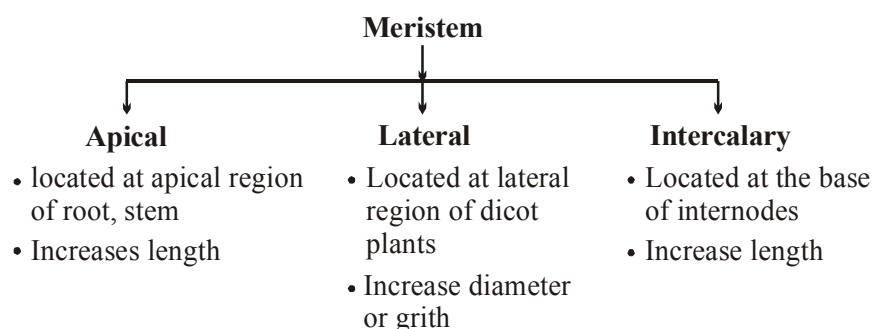 Meristem
Apical
• located at apical region
of root, stem
• Increases length
Lateral
• Located at lateral
region of dicot
plants
• Increase diameter
or grith
Intercalary
• Located at the base
of internodes
• Increase length